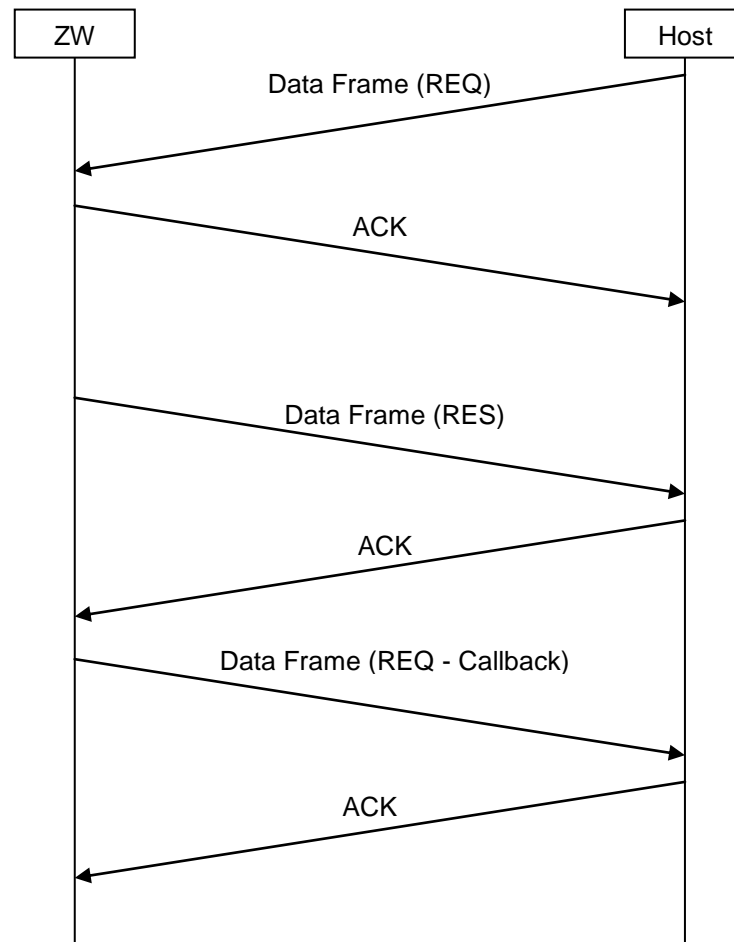 ZW
Host
Data Frame (REQ)
ACK
Data Frame (RES)
ACK
Data Frame (REQ - Callback)
ACK